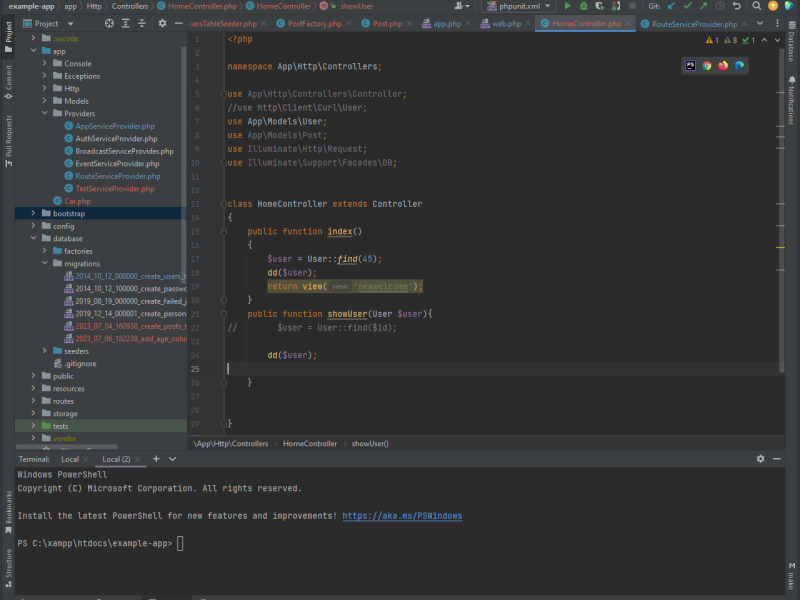 example-app app Http Controllers HomeController.php HomeController showUser phpunit.xml Git:
Project
kersTableSeeder.php PostFactory.php Post.php app.php web.php HomeController.php RouteServiceProvider.php
.vscode
app
Console
Exceptions
Http
Models
Providers
AppServiceProvider.php
AuthServiceProvider.php
BroadcastServiceProvider.php
EventServiceProvider.php
RouteServiceProvider.php
TestServiceProvider.php
Car.php
bootstrap
config
database
factories
migrations
2014_10_12_000000_create_users_t
2014_10_12_100000_create_passwo
2019_08_19_000000_create_failed_j
2019_12_14_000001_create_person
2023_07_04_160938_create_posts_t
2023_07_06_182238_add_age_colu
seeders
.gitignore
public
resources
routes
storage
tests
vendor
1 <?php
2
3 namespace App\Http\Controllers;
4
5 use App\Http\Controllers\Controller;
6 //use http\Client\Curl\User;
7 use App\Models\User;
8 use App\Models\Post;
9 use Illuminate\Http\Request;
10 use Illuminate\Support\Facades\DB;
11
12
13 class HomeController extends Controller
14 {
15 public function index()
16 {
17 $user = User::find(45);
18 dd($user);
19 return view( view: 'newwelcome');
20 }
21 public function showUser(User $user){
22 // $user = User::find($id);
23
24 dd($user);
25
26 }
27
28
29 }
1 8 1
PS
\App\Http\Controllers HomeController showUser()
Terminal: Local Local (2)
Windows PowerShell
Copyright (C) Microsoft Corporation. All rights reserved.
Install the latest PowerShell for new features and improvements! https://aka.ms/PSWindows
PS C:\xampp\htdocs\example-app>
Project
Commit
Pull Requests
Bookmarks
Structure
Database
Notifications
M
make